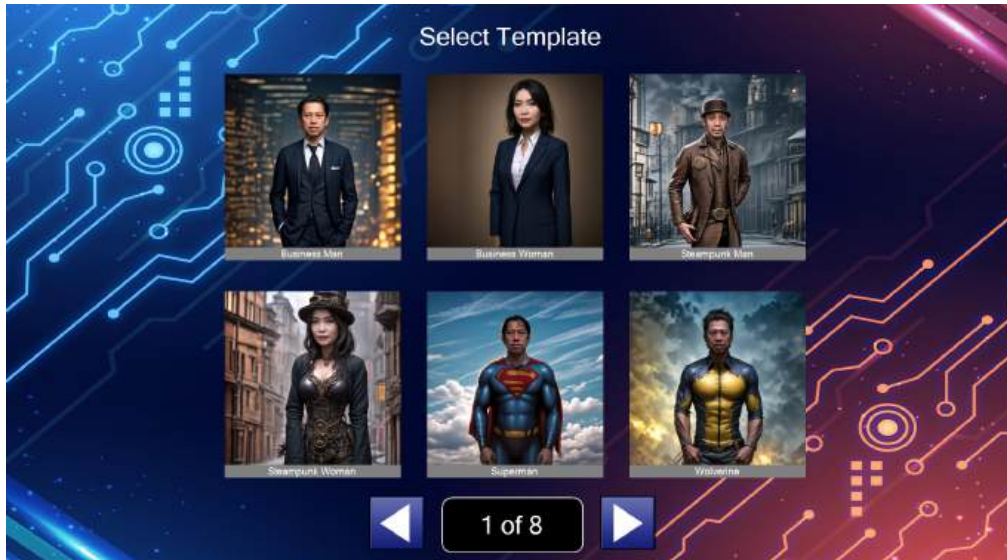 Select Template
Business Man
Business Woman
Steampunk Man
Steampunk Woman
Superman
Wolverine
1 of 8